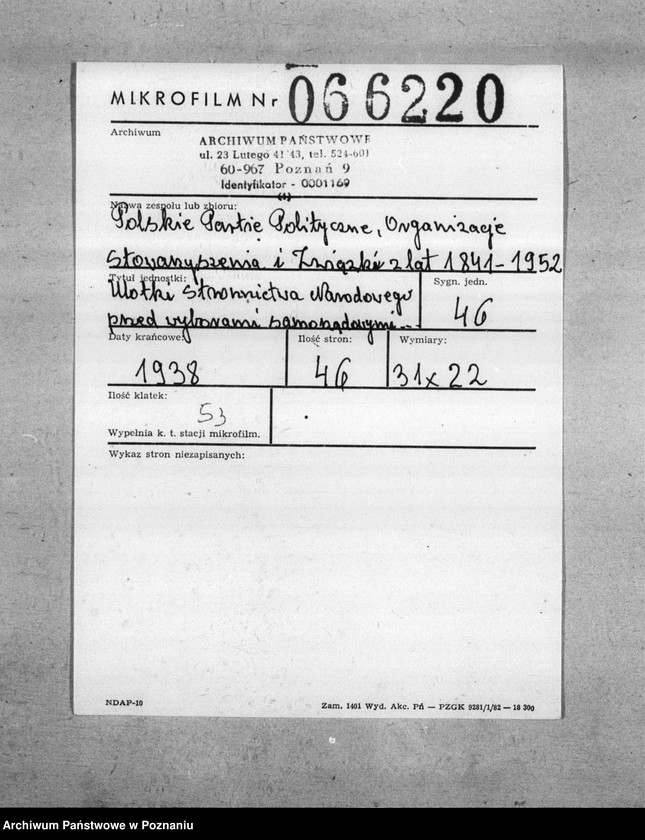 MIKROFILM Nr 066220
Archiwum
ARCHIWUM PAŃSTWOWE
ul. 23 Lutego 41/43, tel. 524-601
60-967 Poznań 9
Identyfikator - 0001169
(4)
Nazwa zespołu lub zbioru:
Polskie Partie Polityczne, Organizacje
Stowarzyszenia i Związki z lat 1841-1952
Tytuł jednostki:
Sygn. jedn.
Ulotki Stronnictwa Narodowego
46
przed wyborami samorządowymi...
Daty krańcowe:
Ilość stron:
Wymiary:
1938
46
31x22
Ilość klatek:
53
Wypełnia k. t. stacji mikrofilm.
Wykaz stron niezapisanych:
NDAP-10
Zam. 1401 Wyd. Akc. Pń — PZGK 9281/1/82 — 18 300
Archiwum Państwowe w Poznaniu